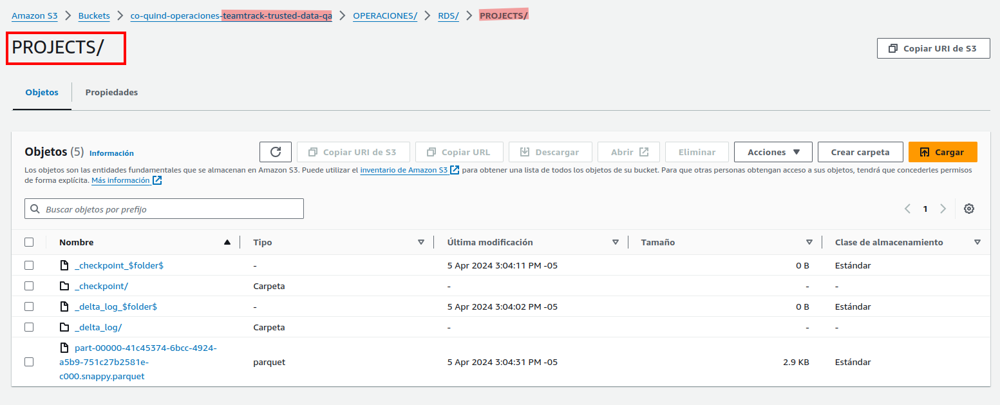 Amazon S3 > Buckets > co-quind-operaciones-teamtrack-trusted-data-qa > OPERACIONES/ > RDS/ > PROJECTS/
PROJECTS/
Copiar URI de S3
Objetos Propiedades
Objetos (5) Información
Copiar URI de S3 Copiar URL Descargar Abrir Eliminar Acciones Crear carpeta Cargar
Los objetos son las entidades fundamentales que se almacenan en Amazon S3. Puede utilizar el inventario de Amazon S3 para obtener una lista de todos los objetos de su bucket. Para que otras personas obtengan acceso a sus objetos, tendrá que concederles permisos
de forma explícita. Más información
Buscar objetos por prefijo
1
Nombre Tipo Última modificación Tamaño Clase de almacenamiento
_checkpoint_$folder$ - 5 Apr 2024 3:04:11 PM -05 0 B Estándar
_checkpoint/ Carpeta - - -
_delta_log_$folder$ - 5 Apr 2024 3:04:02 PM -05 0 B Estándar
_delta_log/ Carpeta - - -
part-00000-41c45374-6bcc-4924-
a5b9-751c27b2581e-
c000.snappy.parquet
parquet 5 Apr 2024 3:04:31 PM -05 2.9 KB Estándar